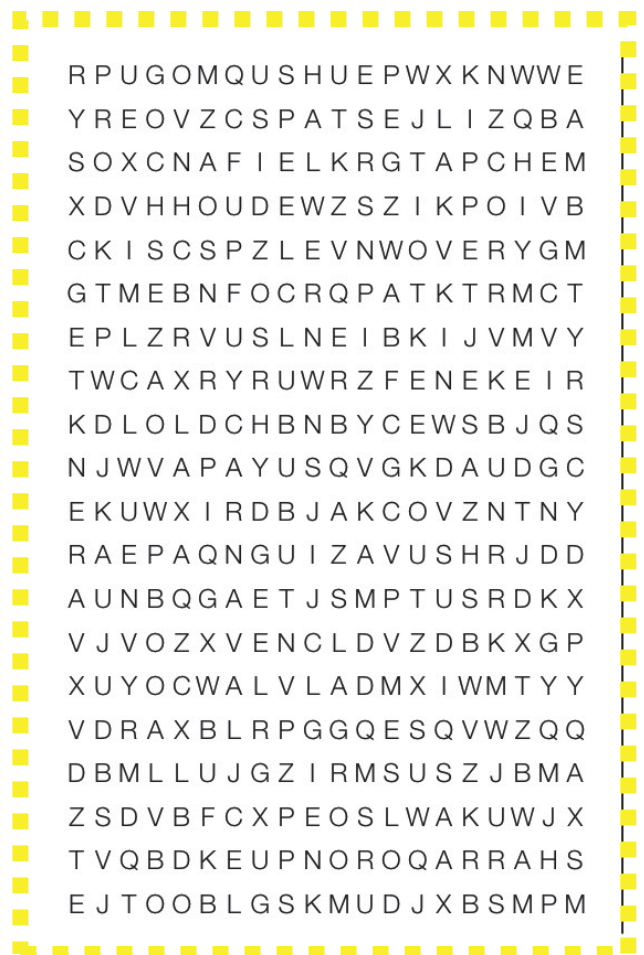 R P U G O M Q U S H U E P W X K N W W E
Y R E O V Z C S P A T S E J L I Z Q B A
S O X C N A F I E L K R G T A P C H E M
X D V H H O U D E W Z S Z I K P O I V B
C K I S C S P Z L E V N W O V E R Y G M
G T M E B N F O C R Q P A T K T R M C T
E P L Z R V U S L N E I B K I J V M V Y
T W C A X R Y R U W R Z F E N E K E I R
K D L O L D C H B N B Y C E W S B J Q S
N J W V A P A Y U S Q V G K D A U D G C
E K U W X I R D B J A K C O V Z N T N Y
R A E P A Q N G U I Z A V U S H R J D D
A U N B Q G A E T J S M P T U S R D K X
V J V O Z X V E N C L D V Z D B K X G P
X U Y O C W A L V L A D M X I W M T Y Y
V D R A X B L R P G G Q E S Q V W Z Q Q
D B M L L U J G Z I R M S U S Z J B M A
Z S D V B F C X P E O S L W A K U W J X
T V Q B D K E U P N O R O Q A R R A H S
E J T O O B L G S K M U D J X B S M P M